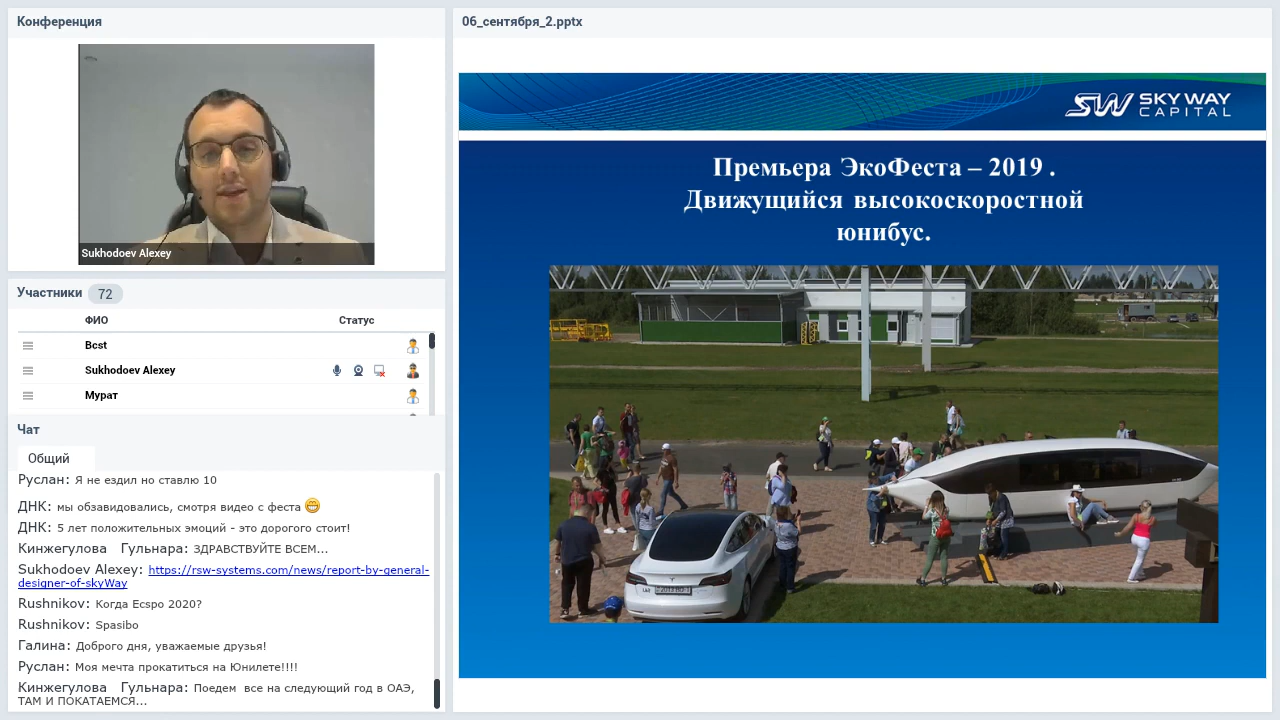 Конференция
Sukhodoev Alexey
Участники 72
ФИО Статус
Bcst
Sukhodoev Alexey
Мурат
Чат
Общий
Руслан: Я не ездил но ставлю 10
ДНК: мы обзавидовались, смотря видео с феста
ДНК: 5 лет положительных эмоций - это дорогого стоит!
Кинжегулова Гульнара: ЗДРАВСТВУЙТЕ ВСЕМ...
Sukhodoev Alexey: https://rsw-systems.com/news/report-by-general-
designer-of-skyWay
Rushnikov: Когда Ecspo 2020?
Rushnikov: Spasibo
Галина: Доброго дня, уважаемые друзья!
Руслан: Моя мечта прокатиться на Юнилете!!!!
Кинжегулова Гульнара: Поедем все на следующий год в ОАЭ,
ТАМ И ПОКАТАЕМСЯ...
06_сентября_2.pptx
SW SKY WAY
CAPITAL
Премьера ЭкоФеста – 2019 .
Движущийся высокоскоростной
юнибус.